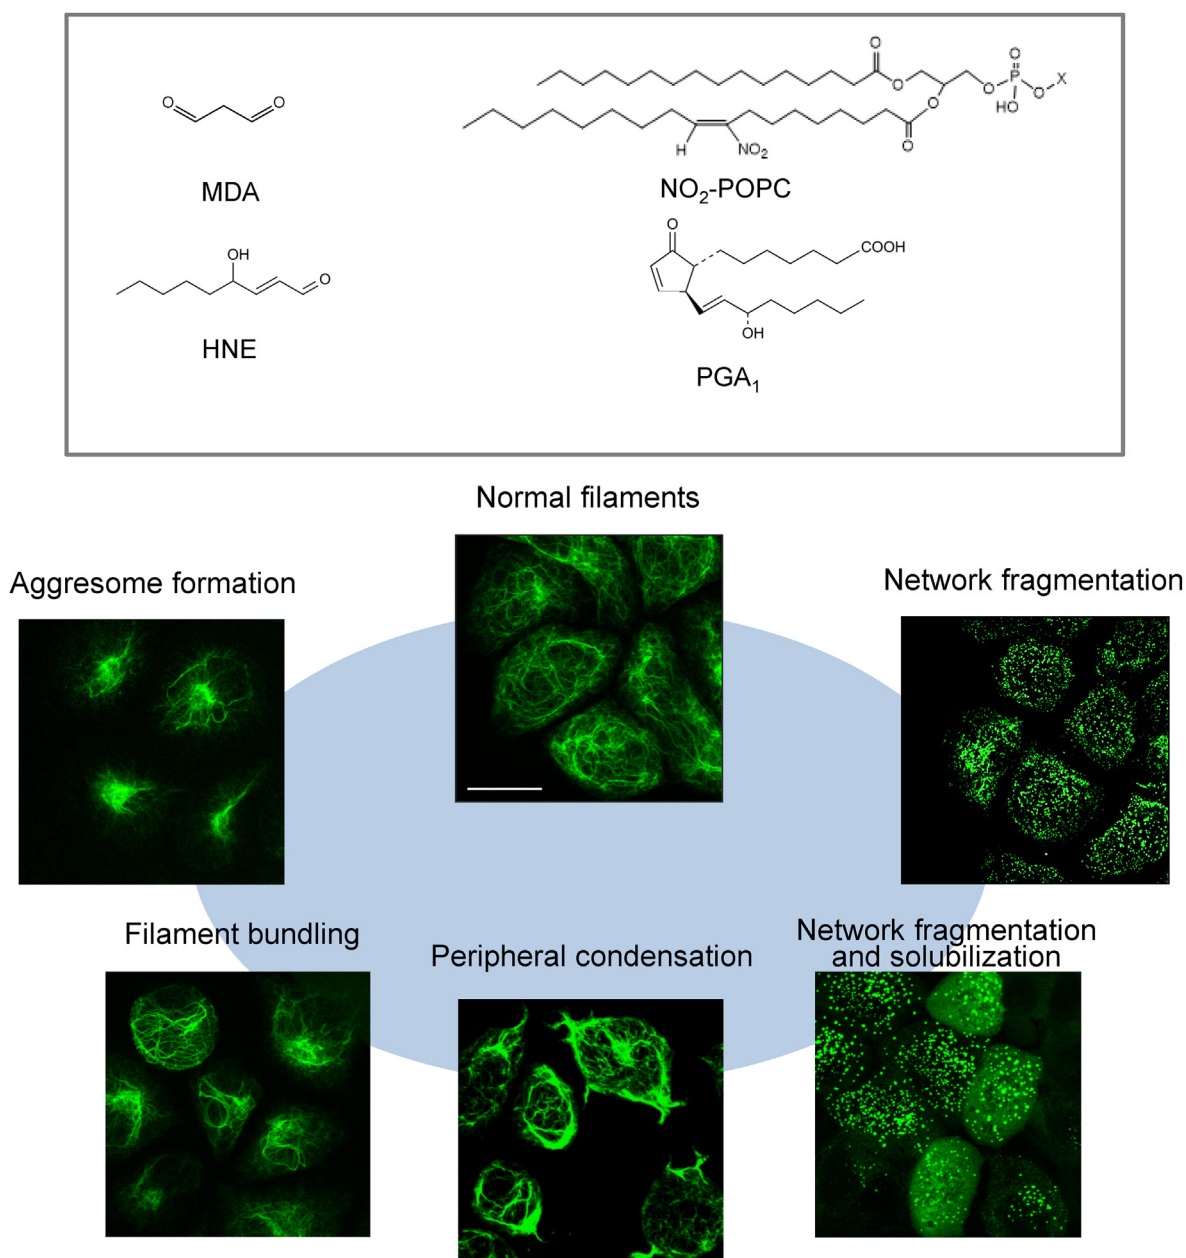 O
O
MDA
O
O
O
O
O
P
O
X
HO
O
H
NO2
NO2-POPC
OH
O
HNE
O
COOH
OH
PGA1
Normal filaments
Aggresome formation
Network fragmentation
Filament bundling
Peripheral condensation
Network fragmentation
and solubilization